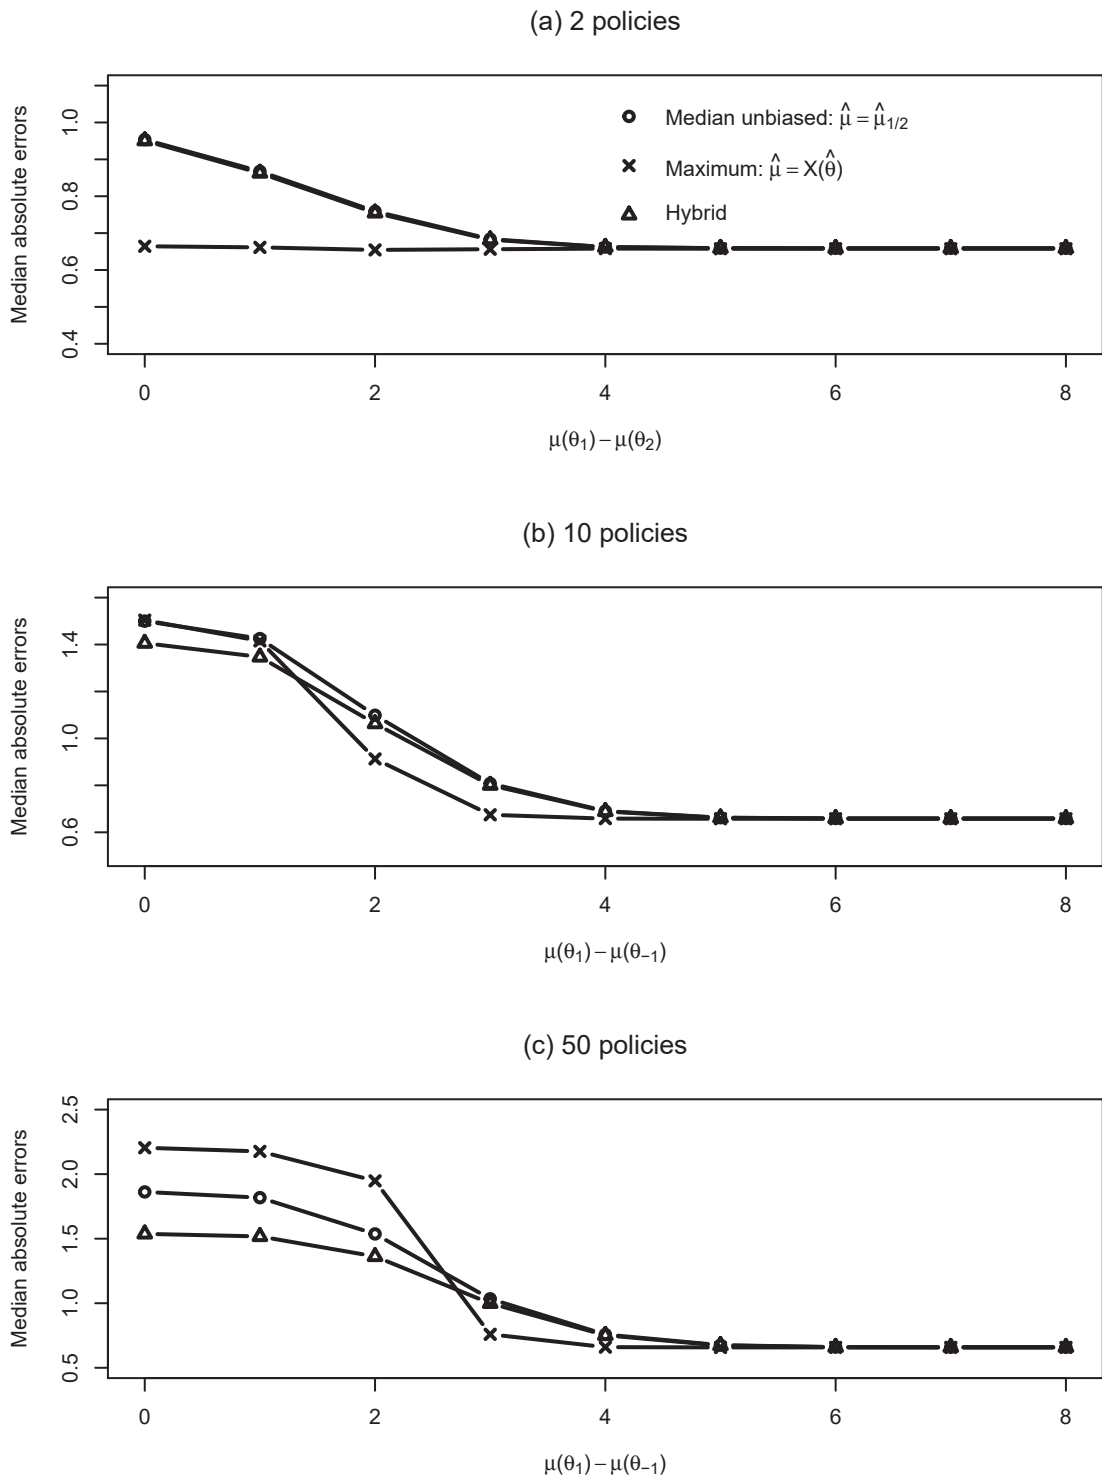 (a) 2 policies
Median absolute errors
1.0
0.8
0.6
0.4
Median unbiased: μ̂ = μ̂₁/₂
Maximum: μ̂ = X(θ̂)
Hybrid
0 2 4 6 8
μ(θ₁) − μ(θ₂)
(b) 10 policies
Median absolute errors
1.4
1.0
0.6
0 2 4 6 8
μ(θ₁) − μ(θ₋₁)
(c) 50 policies
Median absolute errors
2.5
2.0
1.5
1.0
0.5
0 2 4 6 8
μ(θ₁) − μ(θ₋₁)